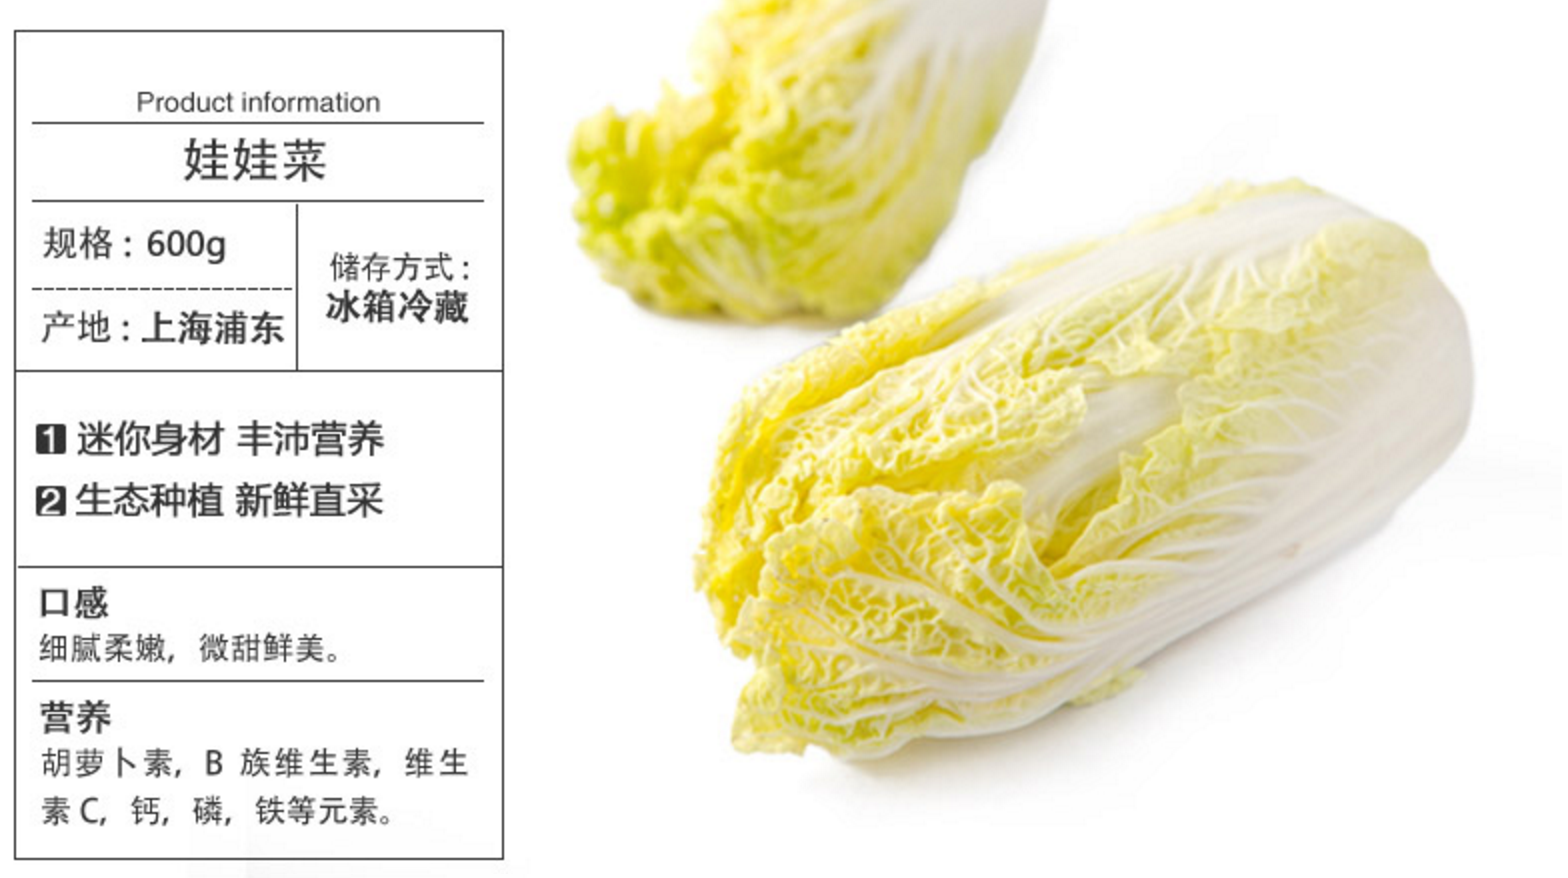 Product information
娃娃菜
规格：600g
产地：上海浦东
储存方式：
冰箱冷藏
1 迷你身材 丰沛营养
2 生态种植 新鲜直采
口感
细腻柔嫩，微甜鲜美。
营养
胡萝卜素，B 族维生素，维生
素 C，钙，磷，铁等元素。